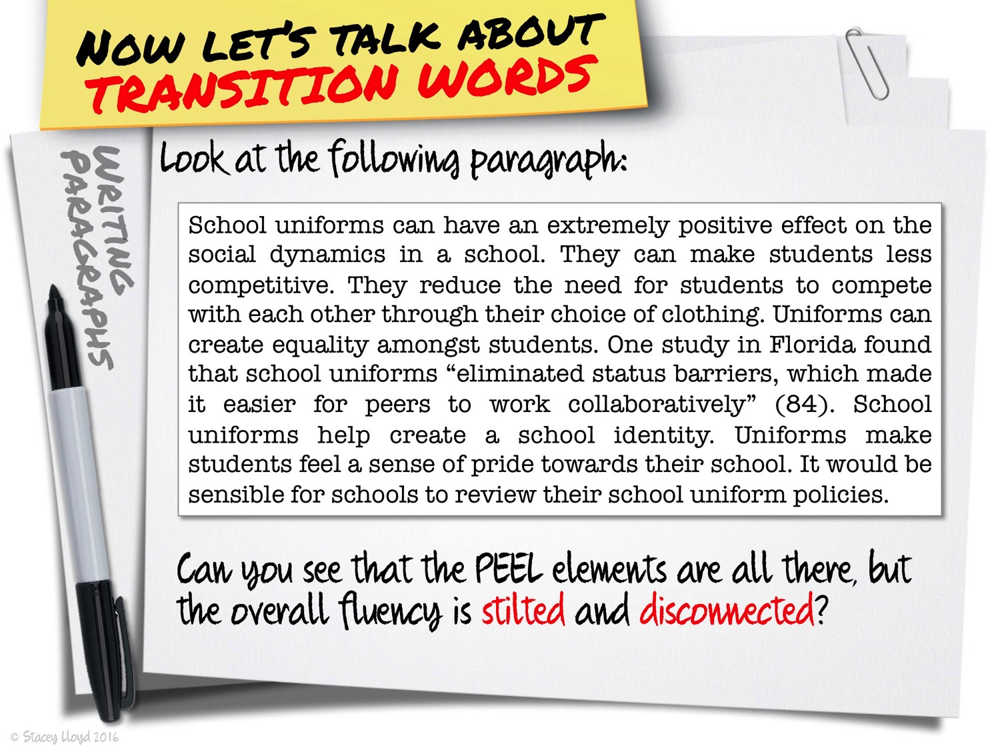 NOW LET'S TALK ABOUT
TRANSITION WORDS
WRITING
PARAGRAPHS
Look at the following paragraph:
School uniforms can have an extremely positive effect on the
social dynamics in a school. They can make students less
competitive. They reduce the need for students to compete
with each other through their choice of clothing. Uniforms can
create equality amongst students. One study in Florida found
that school uniforms “eliminated status barriers, which made
it easier for peers to work collaboratively” (84). School
uniforms help create a school identity. Uniforms make
students feel a sense of pride towards their school. It would be
sensible for schools to review their school uniform policies.
Can you see that the PEEL elements are all there, but
the overall fluency is stilted and disconnected?
© Stacey Lloyd 2016